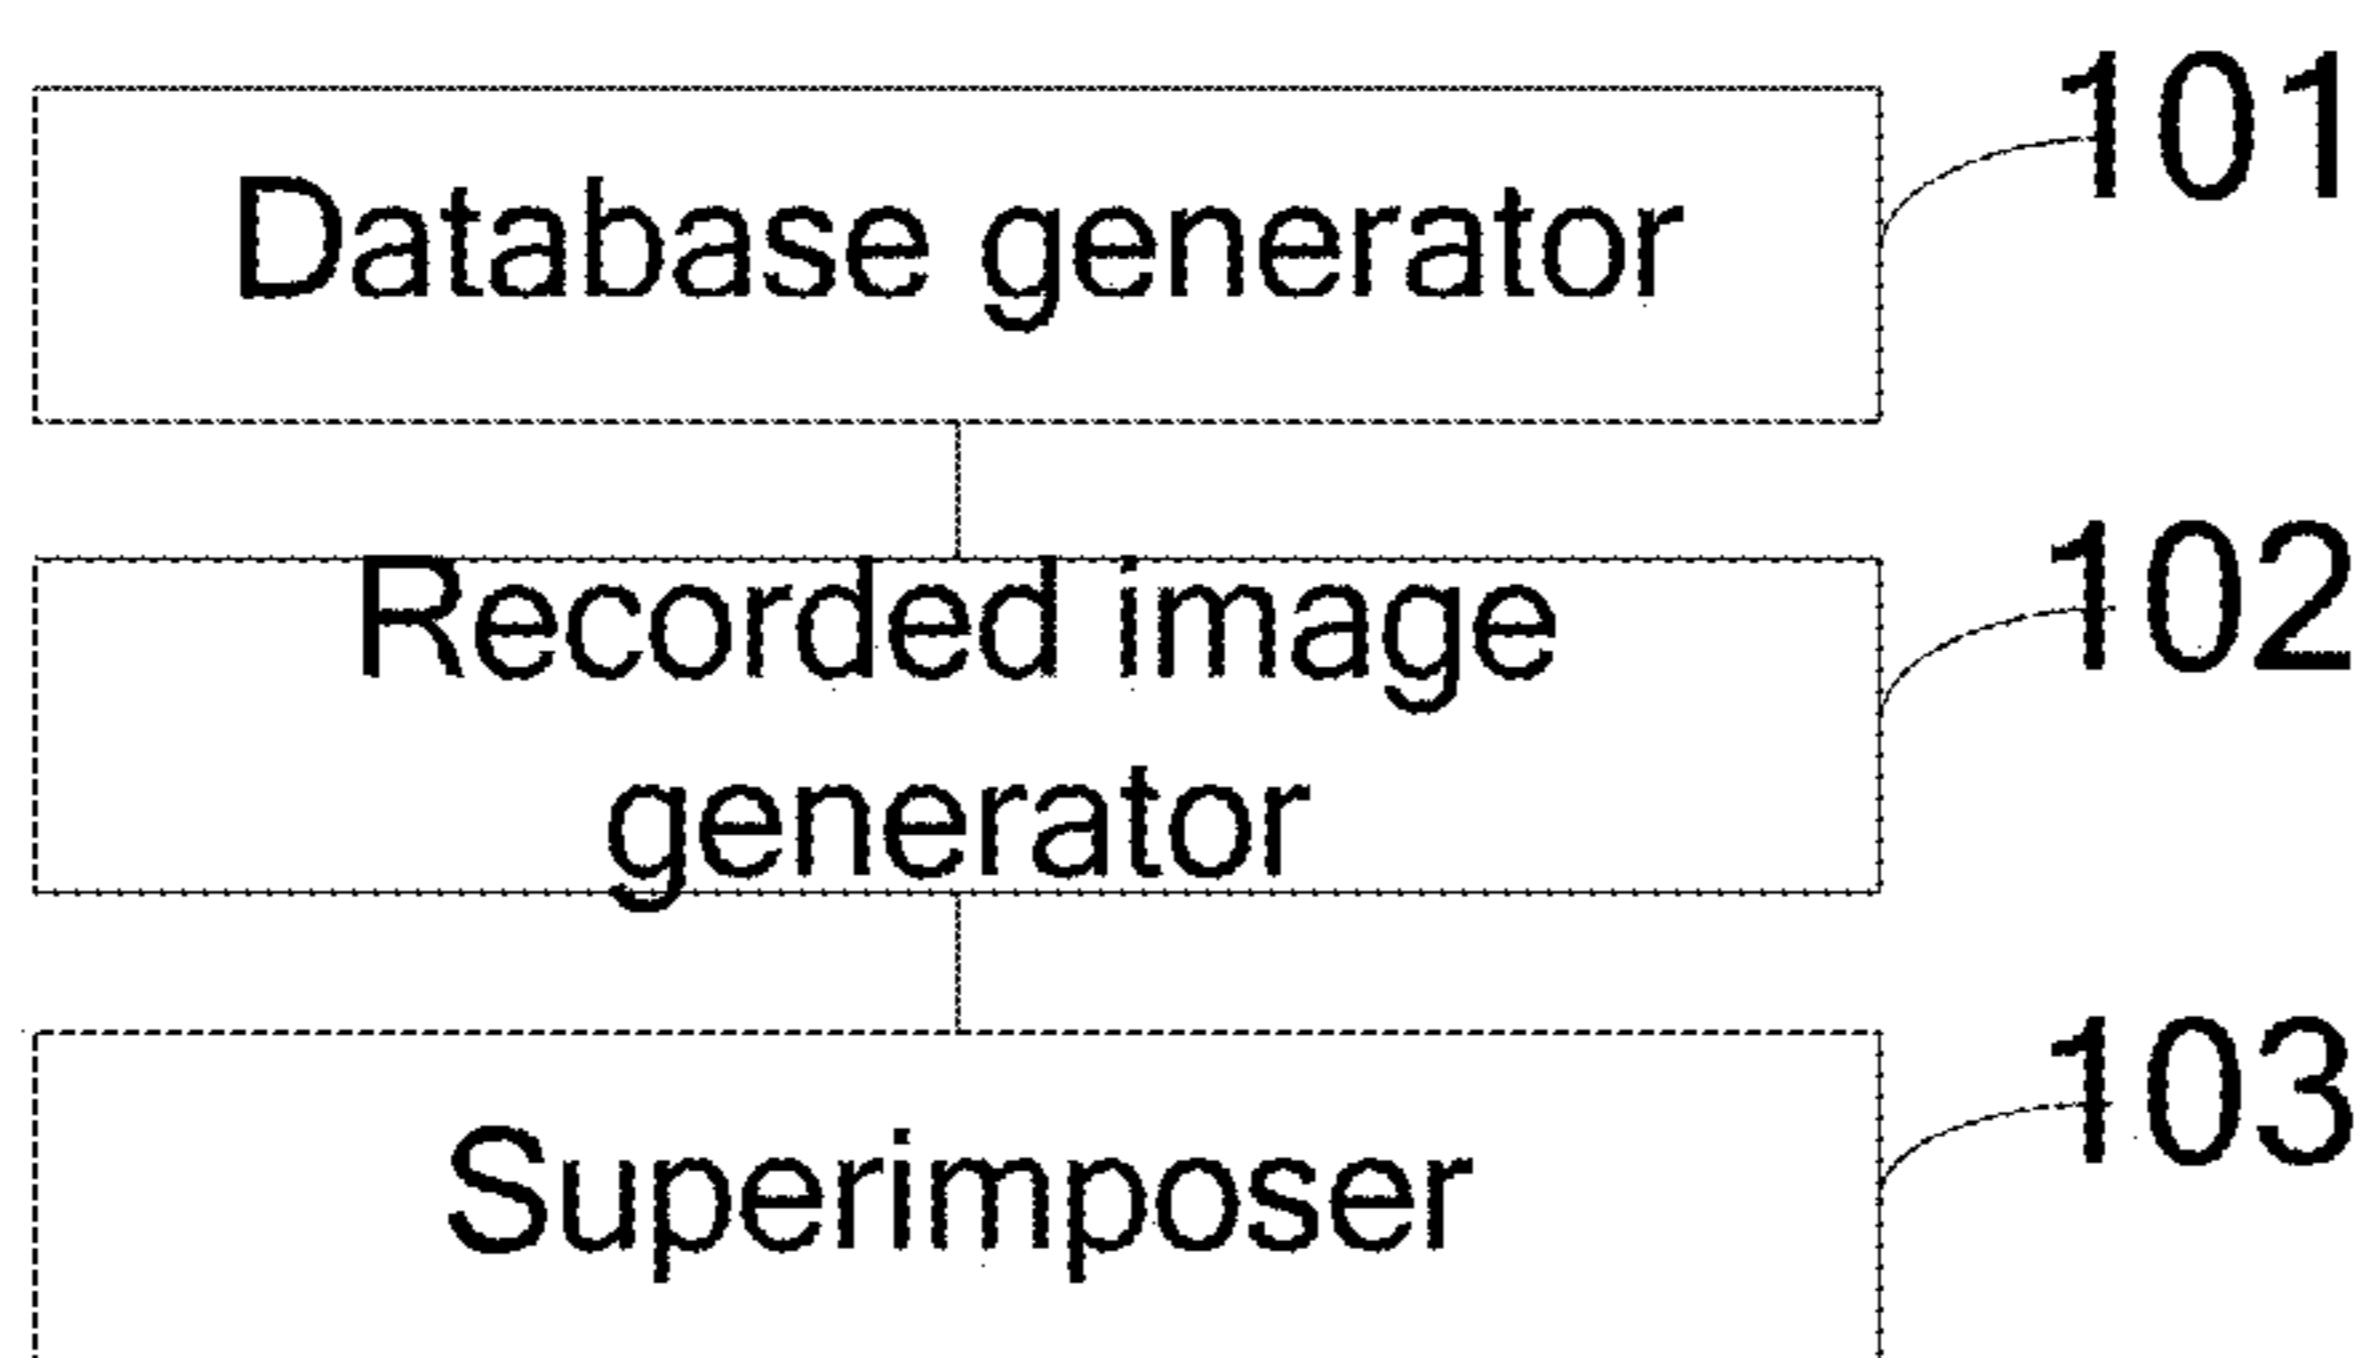 Database generator
101
Recorded image
generator
102
Superimposer
103